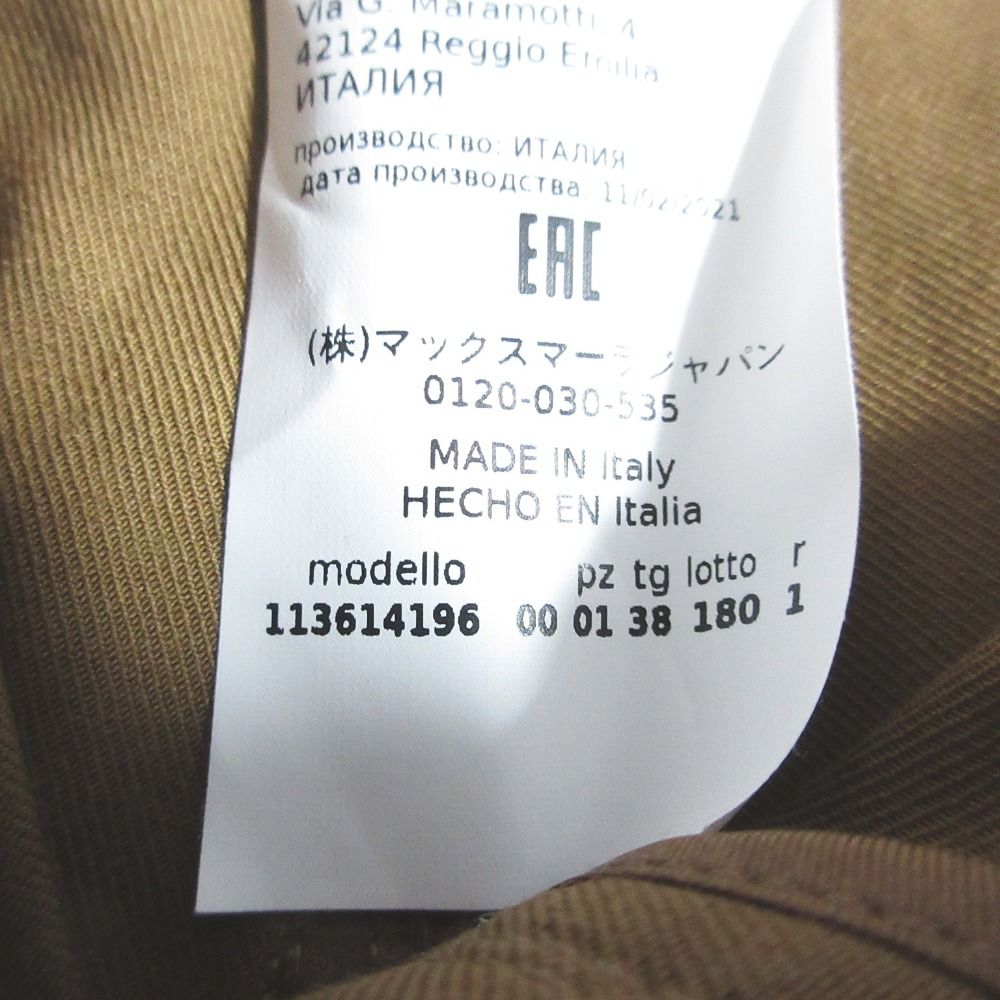 Via G. Maramotti, 4
42124 Reggio Emilia
ИТАЛИЯ
производство: ИТАЛИЯ
дата производства: 11/02/2021
EAC
(株)マックスマーラジャパン
0120-030-535
MADE IN Italy
HECHO EN Italia
modello pz tg lotto r
113614196 00 01 38 180 1